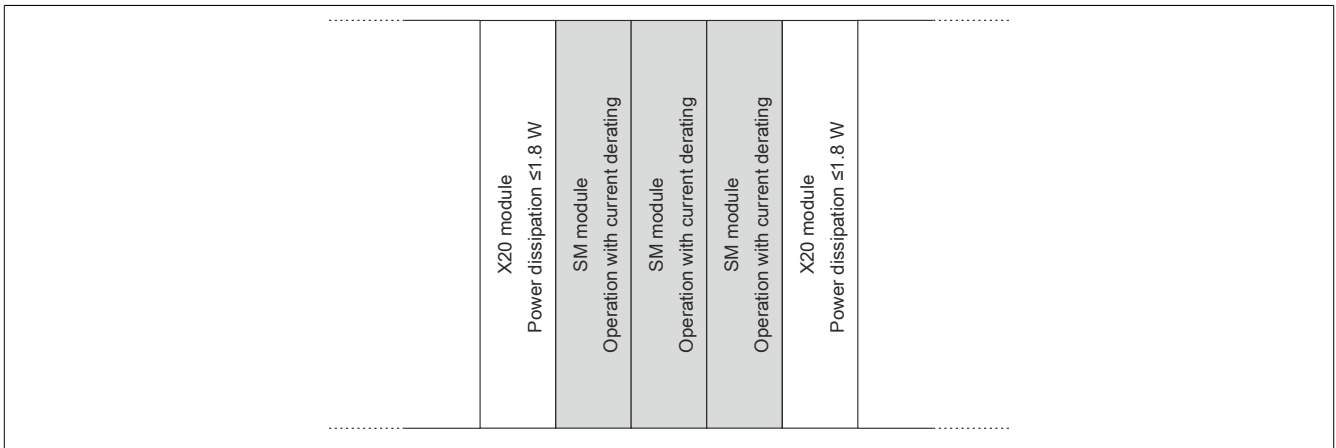 X20 module
Power dissipation ≤1.8 W
SM module
Operation with current derating
SM module
Operation with current derating
SM module
Operation with current derating
X20 module
Power dissipation ≤1.8 W